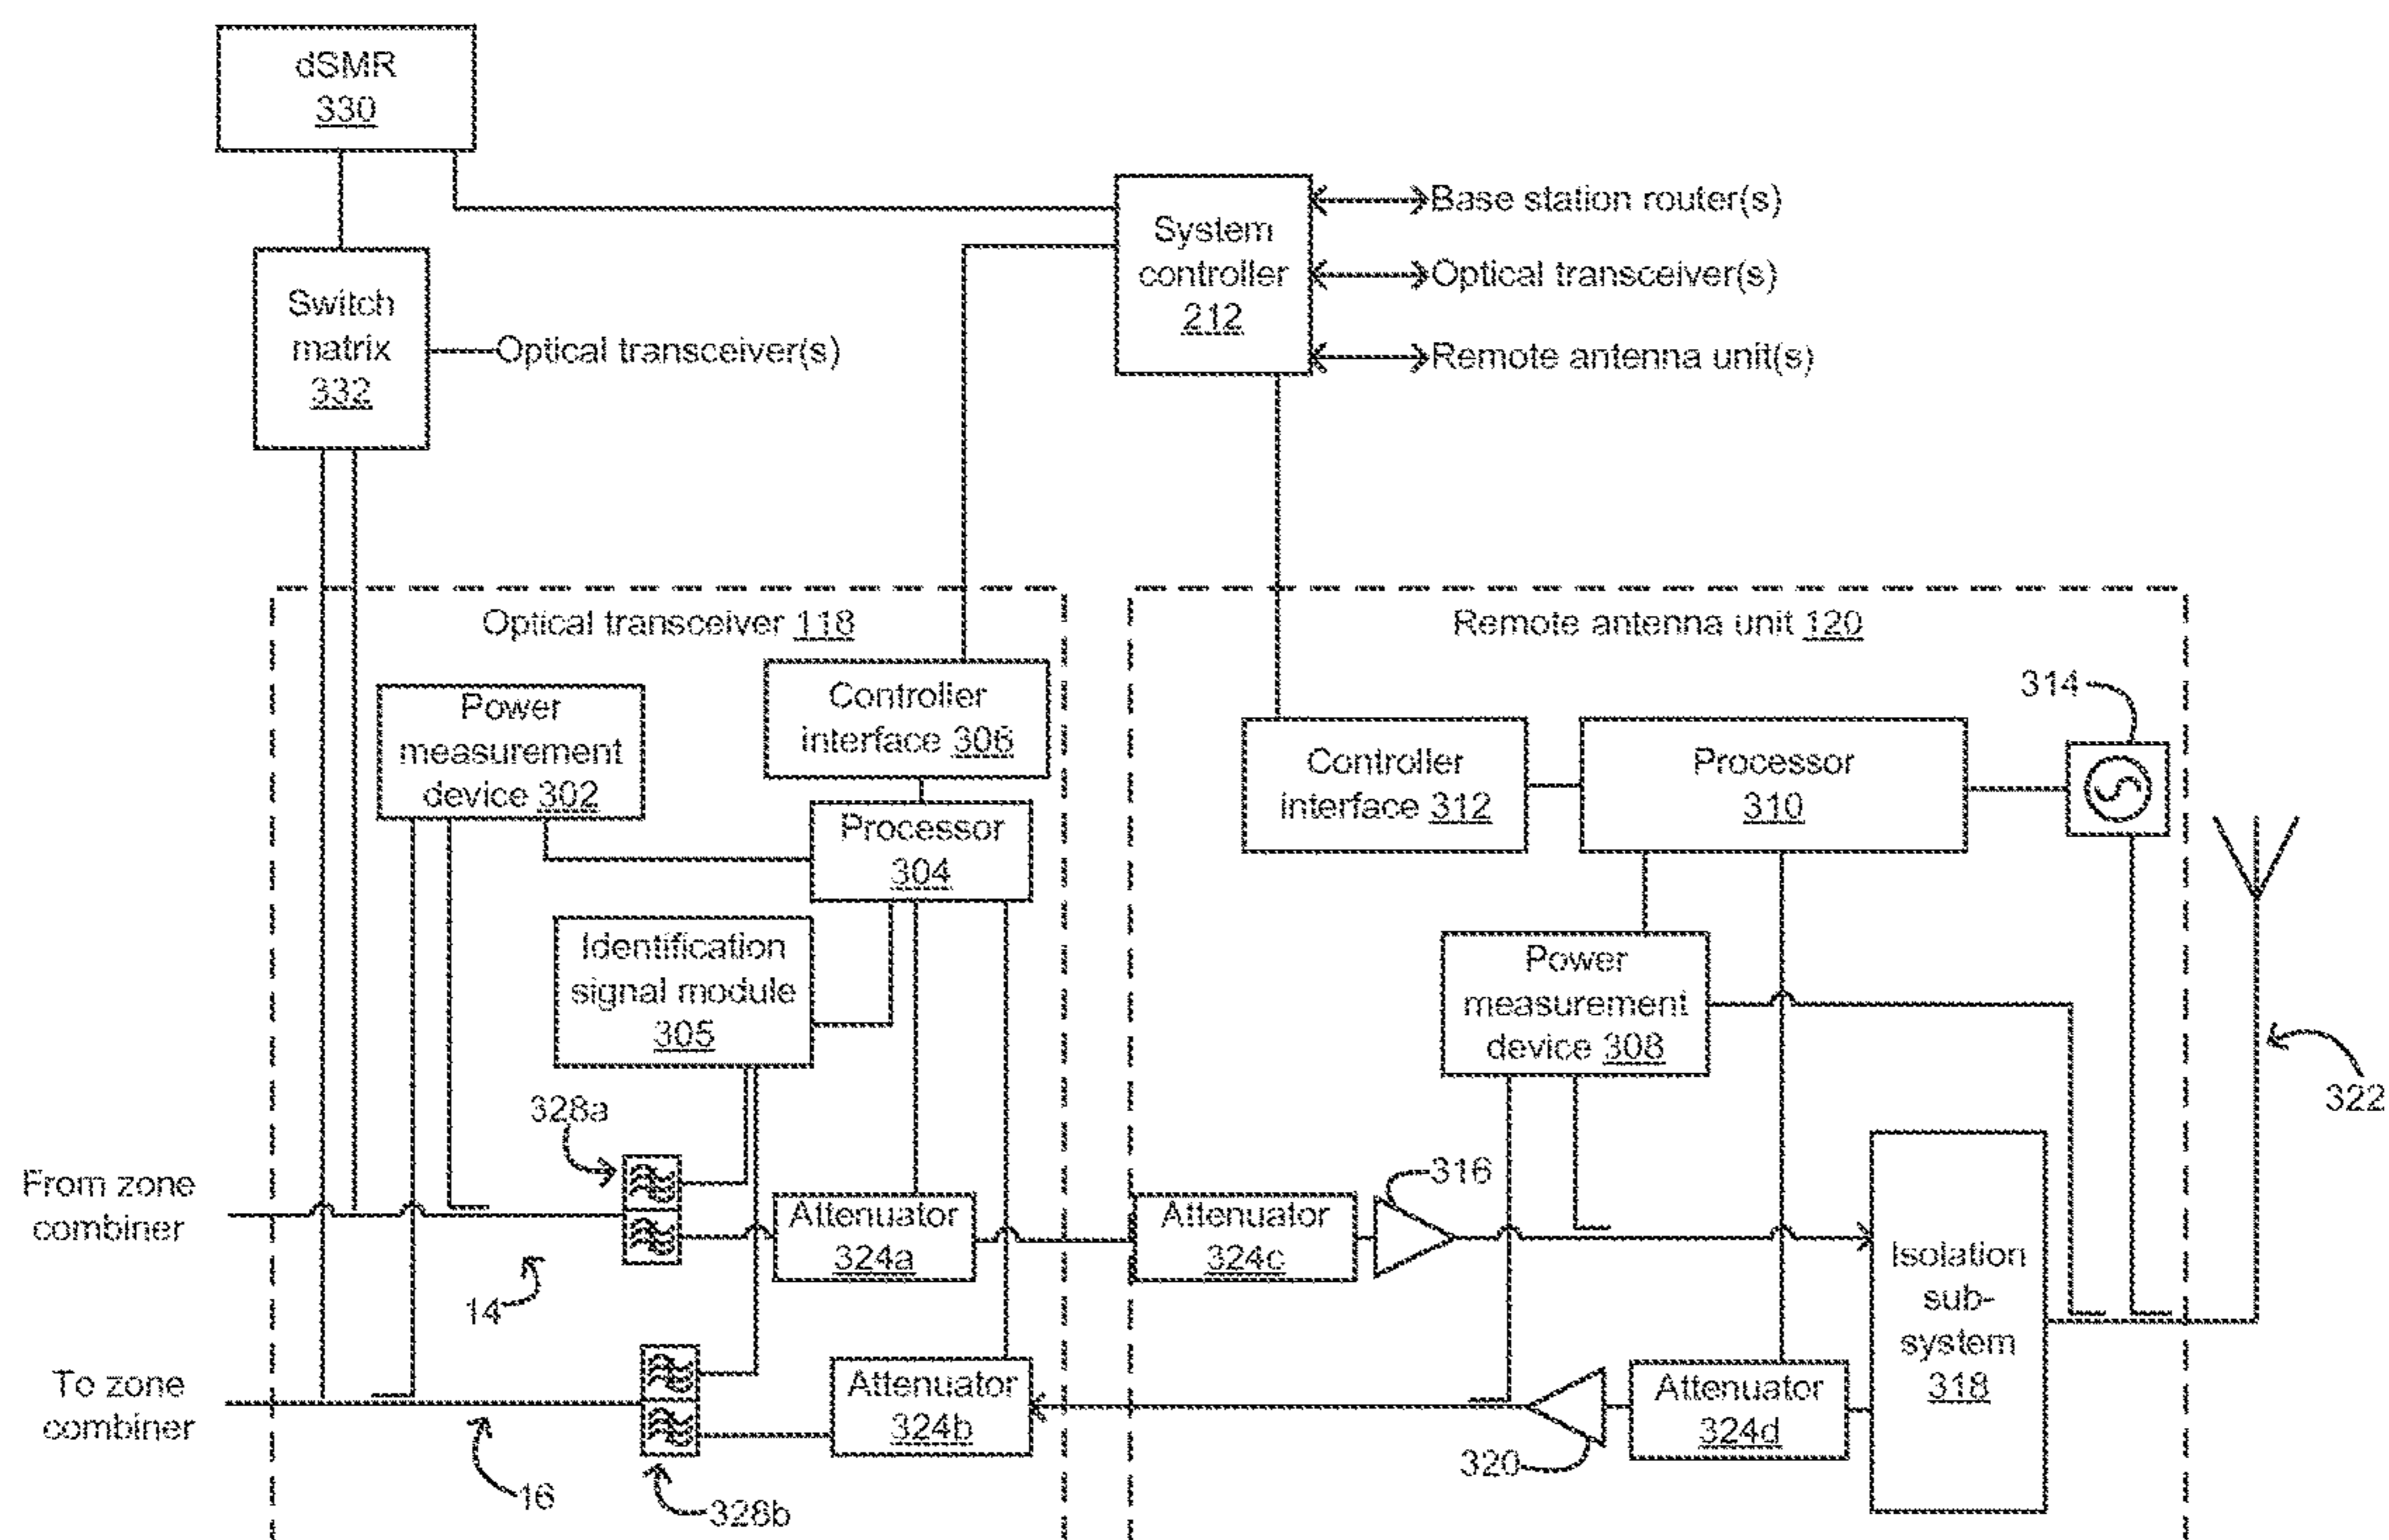 dSMR
330
System
controller
212
Base station router(s)
Optical transceiver(s)
Remote antenna unit(s)
Switch
matrix
332
Optical transceiver(s)
Optical transceiver 118
Remote antenna unit 120
Power
measurement
device 302
Controller
interface 306
Controller
interface 312
Processor
310
314
Processor
304
Identification
signal module
305
Power
measurement
device 308
322
328a
From zone
combiner
Attenuator
324a
Attenuator
324c
316
Isolation
sub-
system
318
14
To zone
combiner
Attenuator
324b
Attenuator
324d
320
16
328b